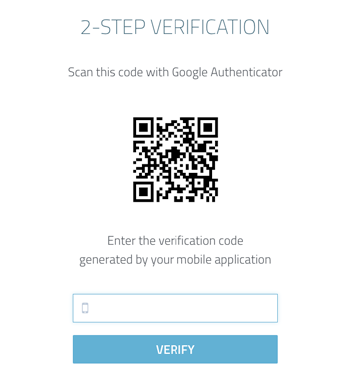 2-STEP VERIFICATION
Scan this code with Google Authenticator
Enter the verification code
generated by your mobile application
VERIFY